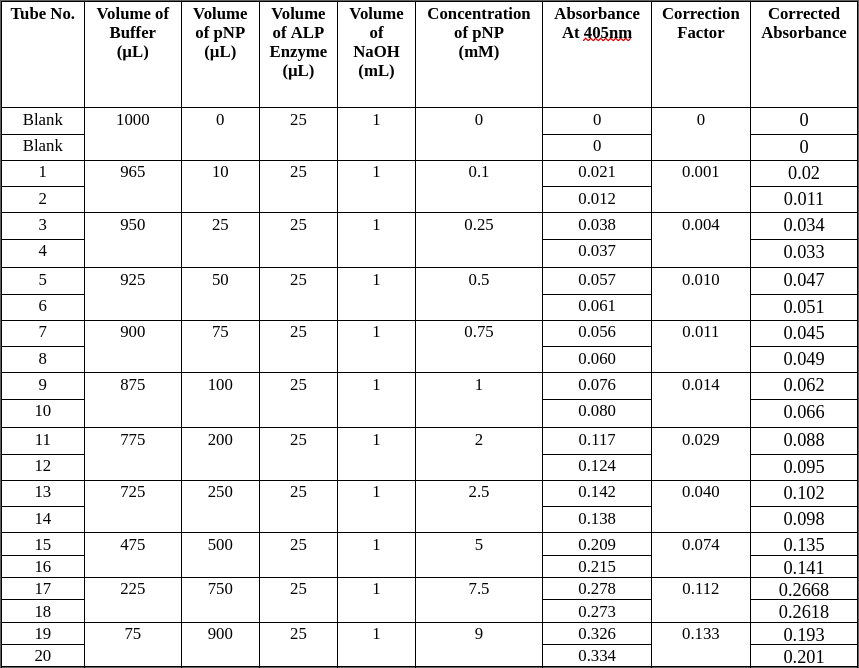 Tube No. Volume of Buffer (µL) Volume of pNP (µL) Volume of ALP Enzyme (µL) Volume of NaOH (mL) Concentration of pNP (mM) Absorbance At 405nm Correction Factor Corrected Absorbance
Blank 1000 0 25 1 0 0 0 0
Blank 0 0
1 965 10 25 1 0.1 0.021 0.001 0.02
2 0.012 0.011
3 950 25 25 1 0.25 0.038 0.004 0.034
4 0.037 0.033
5 925 50 25 1 0.5 0.057 0.010 0.047
6 0.061 0.051
7 900 75 25 1 0.75 0.056 0.011 0.045
8 0.060 0.049
9 875 100 25 1 1 0.076 0.014 0.062
10 0.080 0.066
11 775 200 25 1 2 0.117 0.029 0.088
12 0.124 0.095
13 725 250 25 1 2.5 0.142 0.040 0.102
14 0.138 0.098
15 475 500 25 1 5 0.209 0.074 0.135
16 0.215 0.141
17 225 750 25 1 7.5 0.278 0.112 0.2668
18 0.273 0.2618
19 75 900 25 1 9 0.326 0.133 0.193
20 0.334 0.201